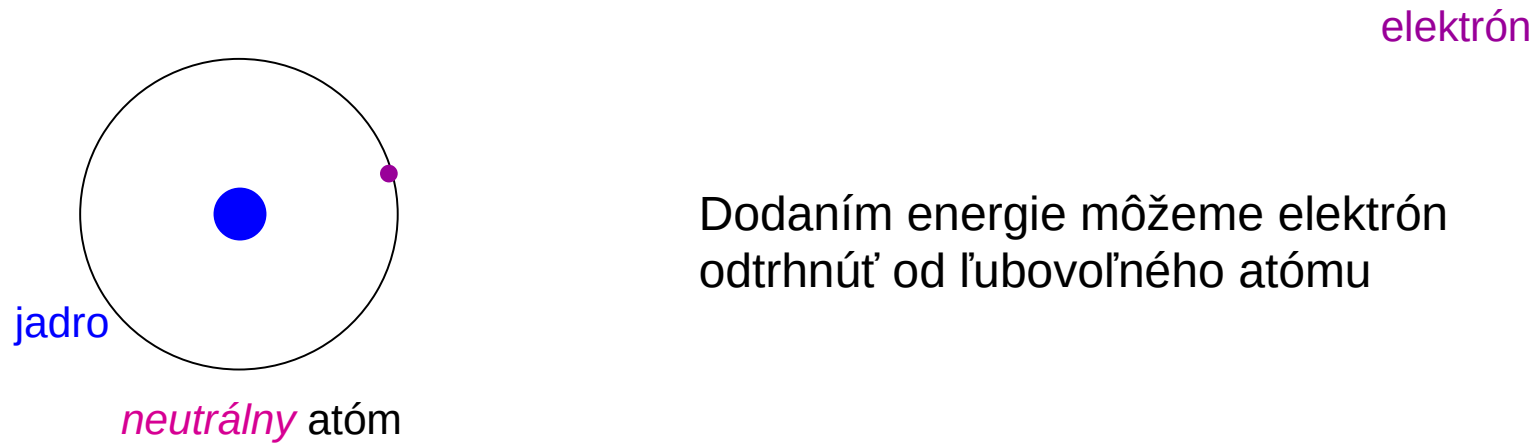 elektrón
Dodaním energie môžeme elektrón
odtrhnúť od ľubovoľného atómu
jadro
neutrálny atóm